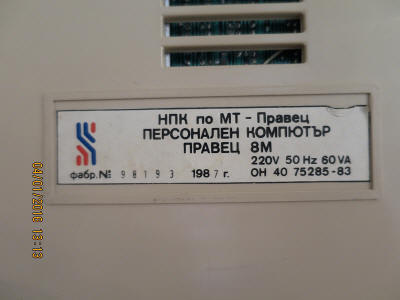 НПК по МТ - Правец
ПЕРСОНАЛЕН КОМПЮТЪР
ПРАВЕЦ 8М
220V 50 Hz 60 VA
фабр. № 98193 1987 г. ОН 40 75285-83
04/01/2010 13:13